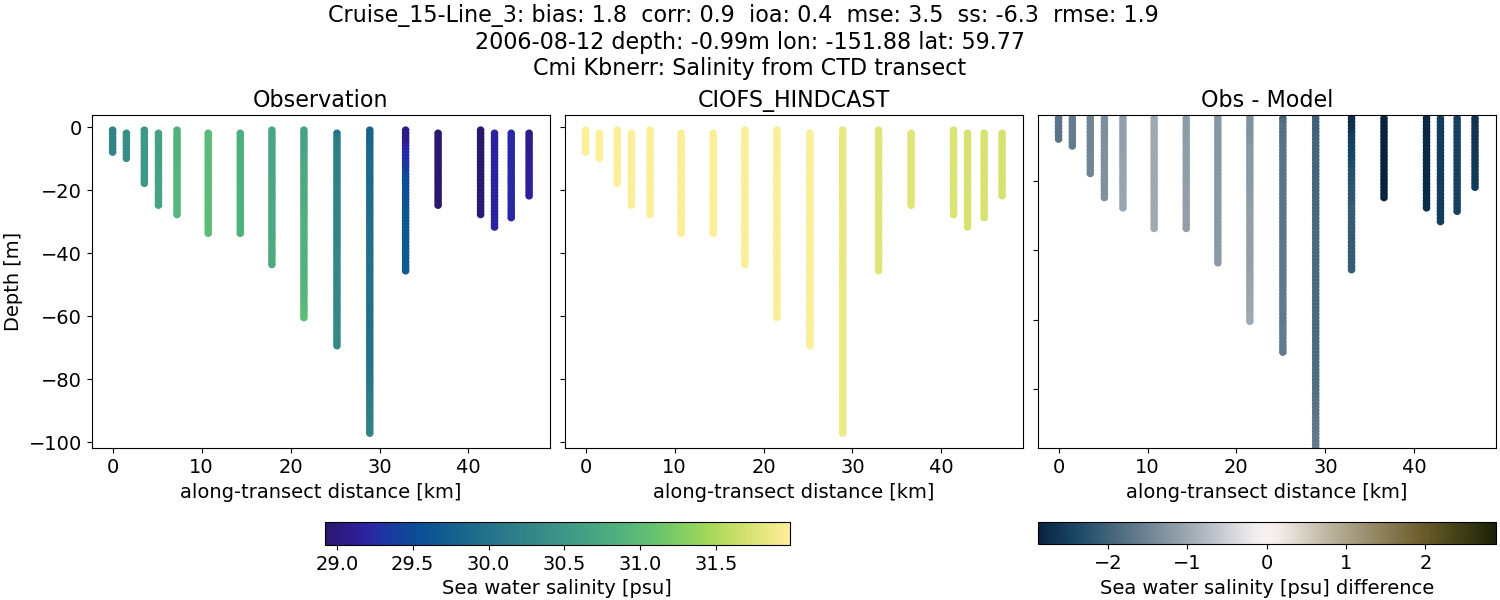 Cruise_15-Line_3: bias: 1.8  corr: 0.9  ioa: 0.4  mse: 3.5  ss: -6.3  rmse: 1.9
2006-08-12 depth: -0.99m lon: -151.88 lat: 59.77
Cmi Kbnerr: Salinity from CTD transect
Observation
CIOFS_HINDCAST
Obs - Model
Depth [m]
0
−20
−40
−60
−80
−100
0 10 20 30 40
0 10 20 30 40
0 10 20 30 40
along-transect distance [km]
along-transect distance [km]
along-transect distance [km]
29.0 29.5 30.0 30.5 31.0 31.5
Sea water salinity [psu]
−2 −1 0 1 2
Sea water salinity [psu] difference